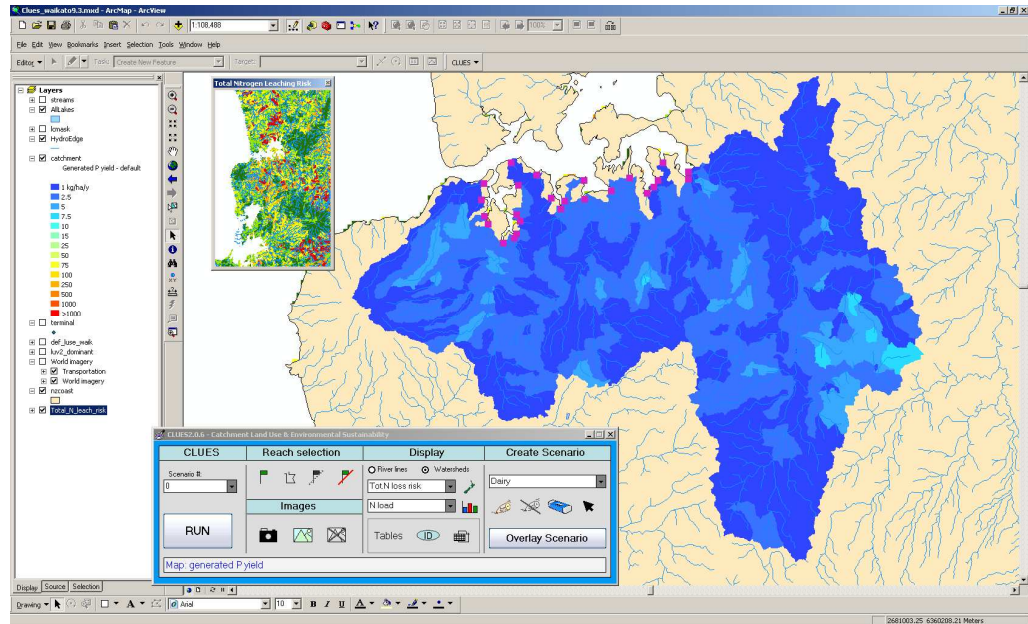 Clues_waikato9.3.mxd - ArcMap - ArcView
1:108,488
100%
File Edit View Bookmarks Insert Selection Tools Window Help
Editor Task: Create New Feature Target: CLUES
Layers
streams
AllLakes
lcmask
HydroEdge
catchment
Generated P yield - default
1 kg/ha/y
2.5
5
7.5
10
15
25
50
75
100
250
500
1000
>1000
terminal
def_luse_waik
luv2_dominant
World imagery
Transportation
World imagery
nzcoast
Total_N_leach_risk
Total Nitrogen Leaching Risk
CLUES2.0.6 - Catchment Land Use & Environmental Sustainability
CLUES Reach selection Display Create Scenario
Scenario #:
0
River lines Watersheds
Tot.N loss risk
Dairy
Images
N load
RUN
Tables ID
Overlay Scenario
Map: generated P yield
Display Source Selection
Drawing A Arial 10 B I U A
2681003.25 6360208.21 Meters